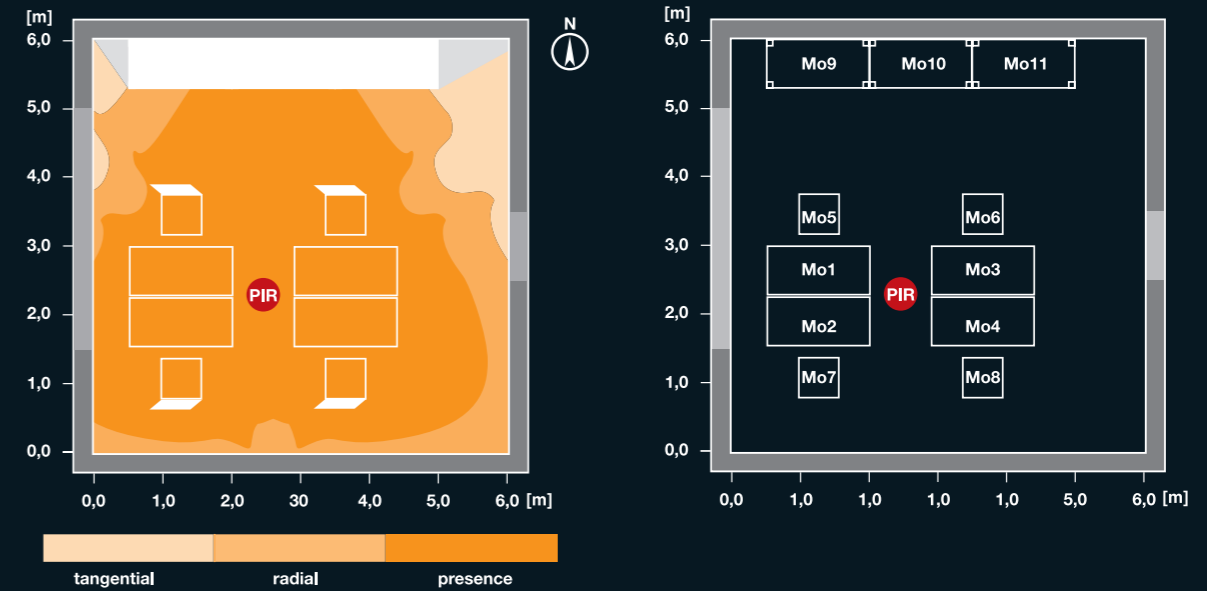 [m]
6,0
5,0
4,0
3,0
2,0
1,0
0,0
N
PIR
0,0 1,0 2,0 30 4,0 5,0 6,0 [m]
tangential radial presence
[m]
6,0
5,0
4,0
3,0
2,0
1,0
0,0
Mo9 Mo10 Mo11
Mo5 Mo6
Mo1 Mo3
PIR
Mo2 Mo4
Mo7 Mo8
0,0 1,0 1,0 1,0 1,0 5,0 6,0 [m]